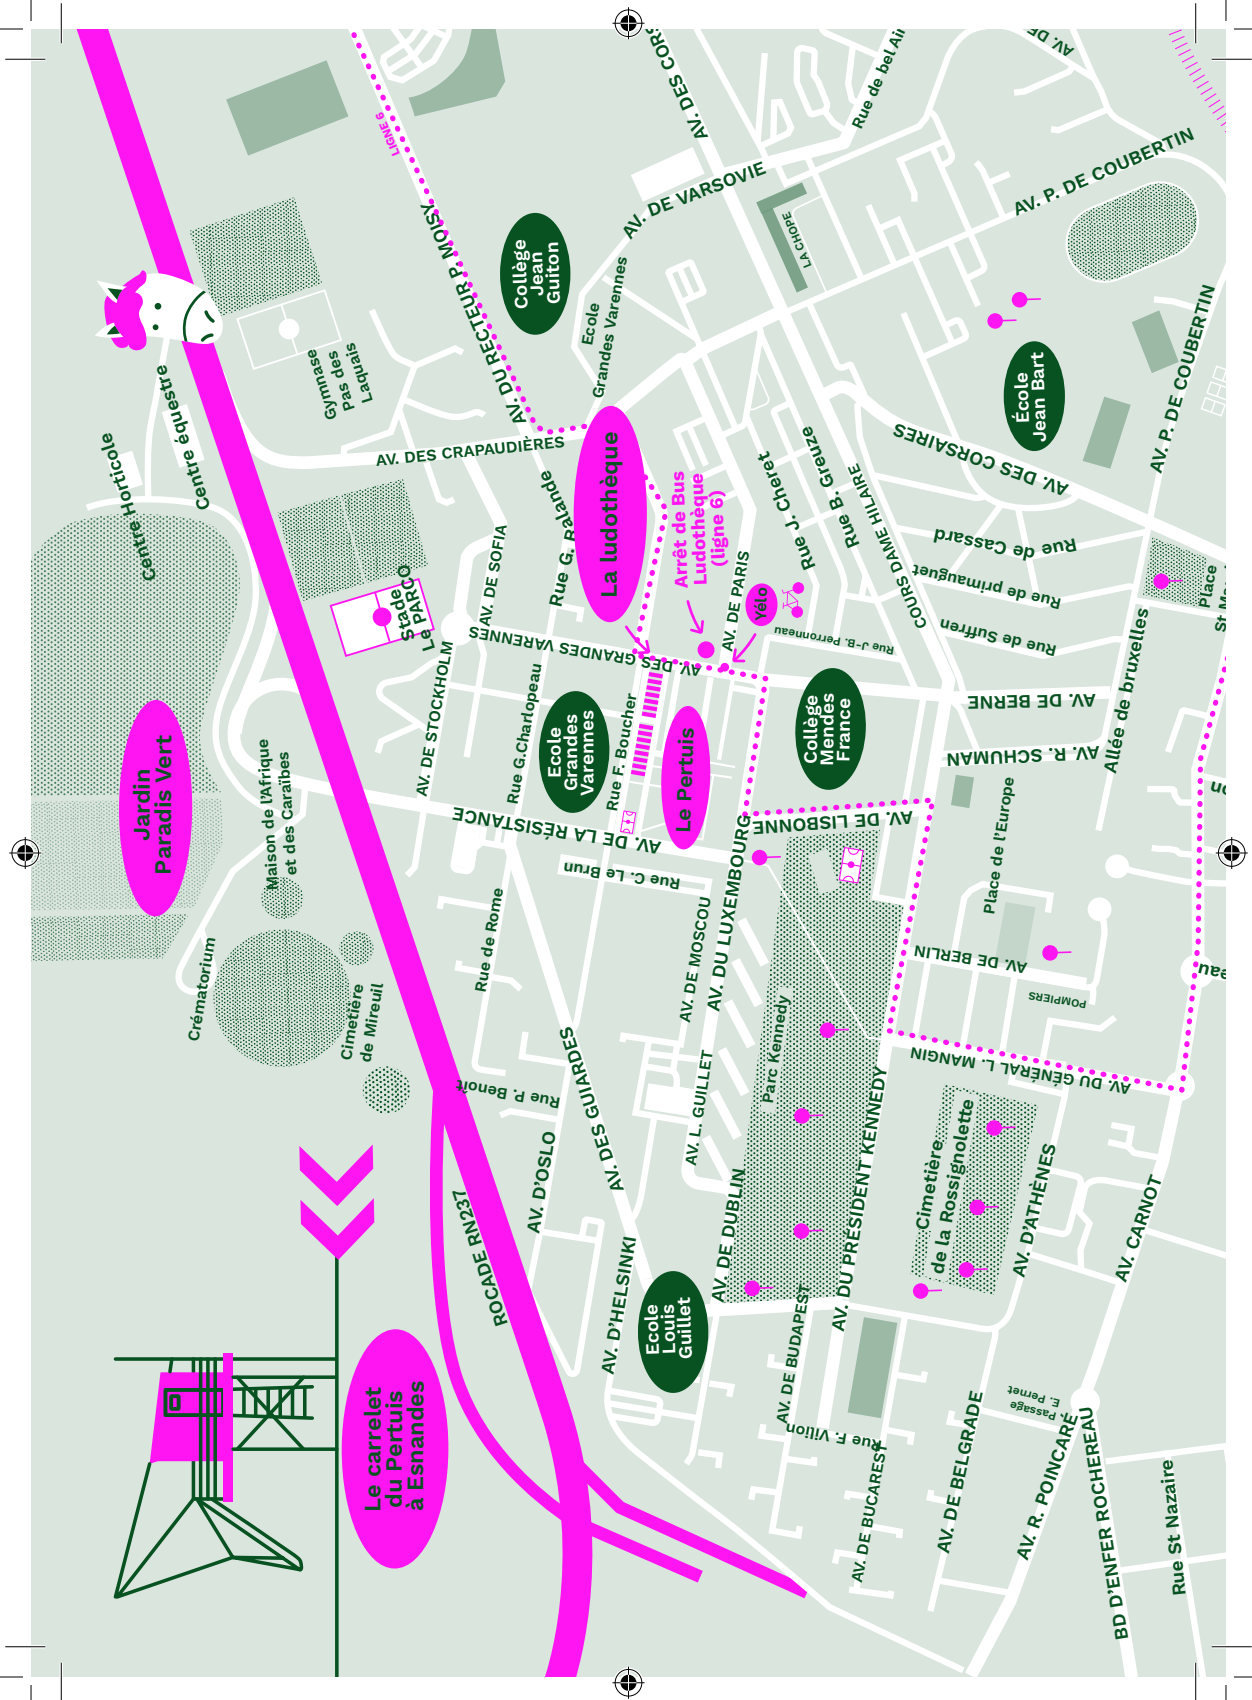 AV. DES CORS
Rue de bel Air
AV. DE
LIGNE 6
AV. DE VARSOVIE
AV. P. DE COUBERTIN
LA CHOPE
AV. DU RECTEUR P. MOISY
Collège
Jean
Guiton
Ecole
Grandes Varennes
École
Jean Bart
AV. P. DE COUBERTIN
Gymnase
Pas des
Laquais
Centre équestre
Centre Horticole
AV. DES CRAPAUDIÈRES
AV. DES CORSAIRES
La ludothèque
Arrêt de Bus
Ludothèque
(ligne 6)
Rue G. Balande
Rue J. Cheret
Rue B. Greuze
COURS DAME HILAIRE
Rue de Cassard
Rue de primauguet
Rue de Suffren
Place
Stade
Le PARCO
AV. DE SOFIA
AV. DE PARIS
Yélo
Rue J-B. Perronneau
AV. DES GRANDES VARENNES
AV. DE STOCKHOLM
Rue G.Charlopeau
Ecole
Grandes
Varennes
Rue F. Boucher
Le Pertuis
Collège
Mendes
France
AV. DE BERNE
AV. R. SCHUMAN
Allée de bruxelles
Jardin
Paradis Vert
Maison de l'Afrique
et des Caraïbes
AV. DE LA RÉSISTANCE
Rue C. Le Brun
AV. DE LISBONNE
Place de l'Europe
Rue de Rome
AV. DE MOSCOU
AV. DU LUXEMBOURG
AV. DE BERLIN
POMPIERS
eau
on
Crématorium
Cimetière
de Mireuil
Parc Kennedy
AV. DU GÉNÉRAL L. MANGIN
Rue P. Benoît
AV. DES GUIARDES
AV. L. GUILLET
AV. D'OSLO
AV. DE DUBLIN
AV. DU PRÉSIDENT KENNEDY
Cimetière
de la Rossignolette
AV. D'ATHÈNES
AV. CARNOT
ROCADE RN237
AV. D'HELSINKI
Ecole
Louis
Guillet
AV. DE BUDAPEST
Rue F. Villon
Passage
E. Pernet
Le carrelet
du Pertuis
à Esnandes
AV. DE BUCAREST
AV. DE BELGRADE
AV. R. POINCARE
BD D'ENFER ROCHEREAU
Rue St Nazaire